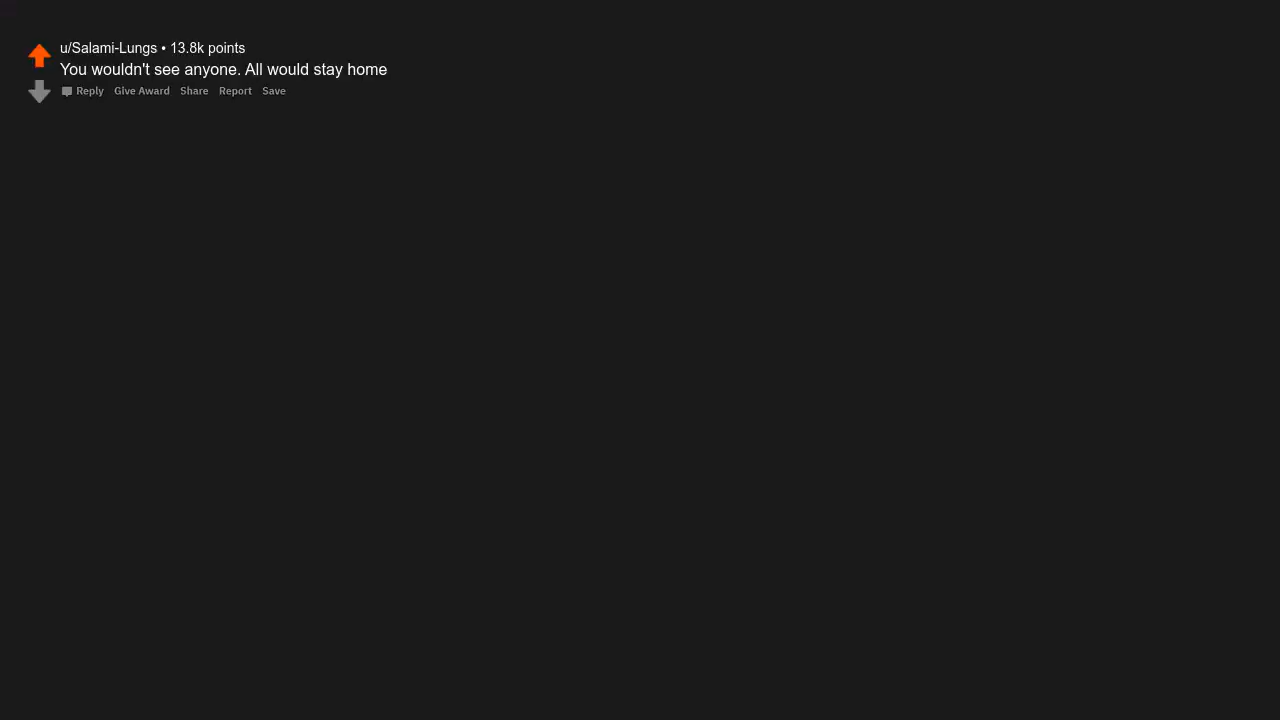 u/Salami-Lungs • 13.8k points
You wouldn't see anyone. All would stay home
Reply Give Award Share Report Save